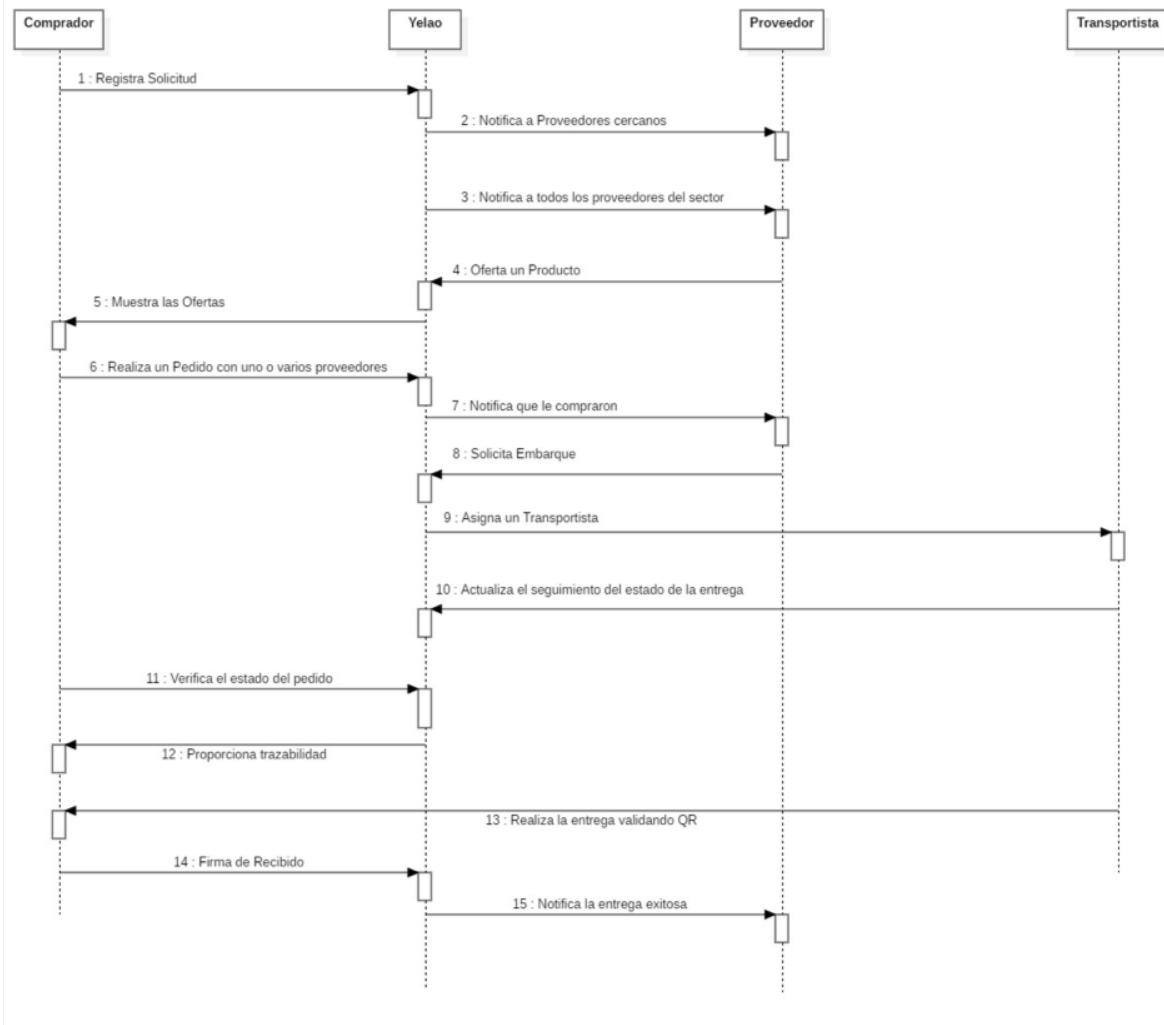 Comprador
Yelao
Proveedor
Transportista
1 : Registra Solicitud
2 : Notifica a Proveedores cercanos
3 : Notifica a todos los proveedores del sector
4 : Oferta un Producto
5 : Muestra las Ofertas
6 : Realiza un Pedido con uno o varios proveedores
7 : Notifica que le compraron
8 : Solicita Embarque
9 : Asigna un Transportista
10 : Actualiza el seguimiento del estado de la entrega
11 : Verifica el estado del pedido
12 : Proporciona trazabilidad
13 : Realiza la entrega validando QR
14 : Firma de Recibido
15 : Notifica la entrega exitosa